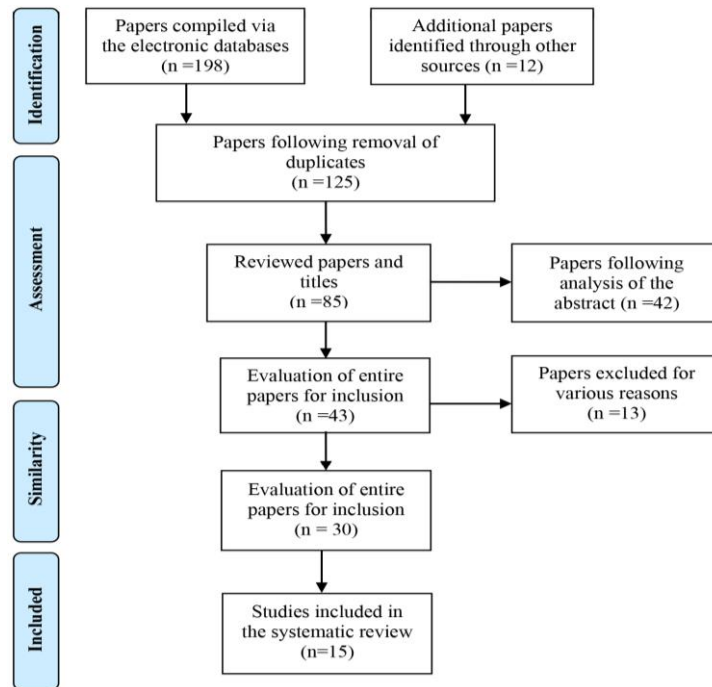 Identification
Papers compiled via
the electronic databases
(n =198)
Additional papers
identified through other
sources (n =12)
Papers following removal of
duplicates
(n =125)
Assessment
Reviewed papers and
titles
(n =85)
Papers following
analysis of the
abstract (n =42)
Evaluation of entire
papers for inclusion
(n =43)
Papers excluded for
various reasons
(n =13)
Similarity
Evaluation of entire
papers for inclusion
(n = 30)
Included
Studies included in
the systematic review
(n=15)